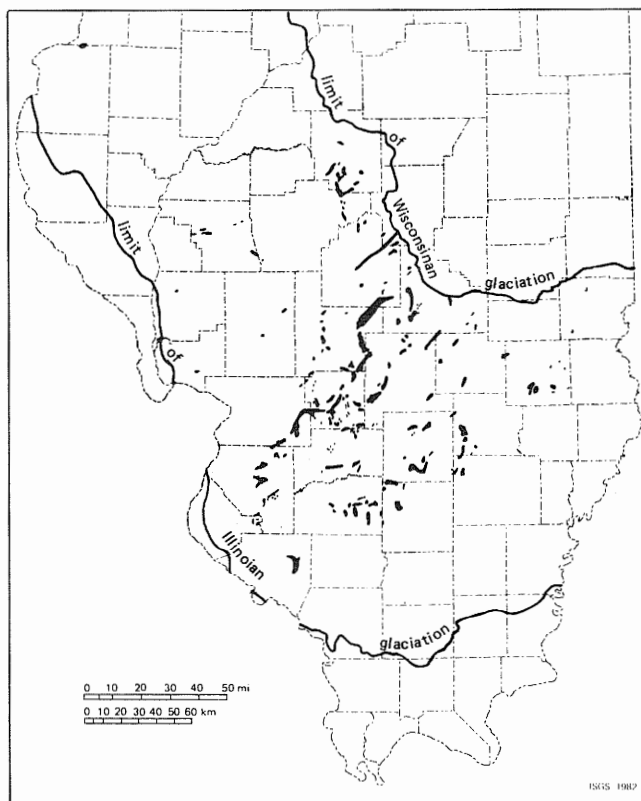 limit
of
Wisconsinan
glaciation
limit
of
Illinoian
glaciation
0 10 20 30 40 50 mi
0 10 20 30 40 50 60 km
ISGS 1982